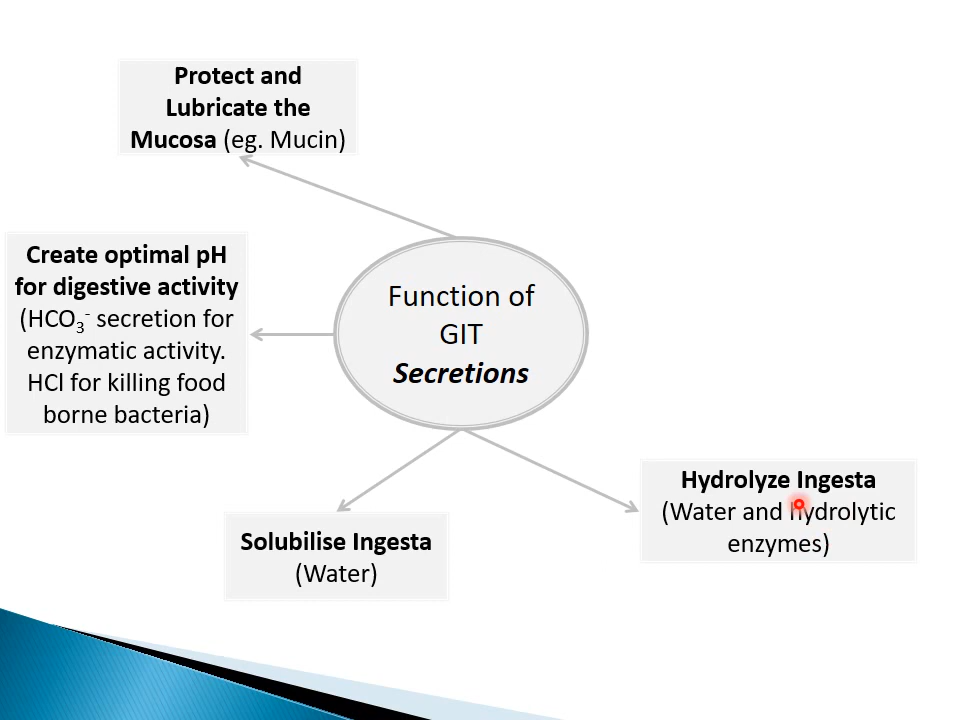 Protect and
Lubricate the
Mucosa (eg. Mucin)
Create optimal pH
for digestive activity
(HCO₃⁻ secretion for
enzymatic activity.
HCl for killing food
borne bacteria)
Function of
GIT
Secretions
Hydrolyze Ingesta
(Water and hydrolytic
enzymes)
Solubilise Ingesta
(Water)